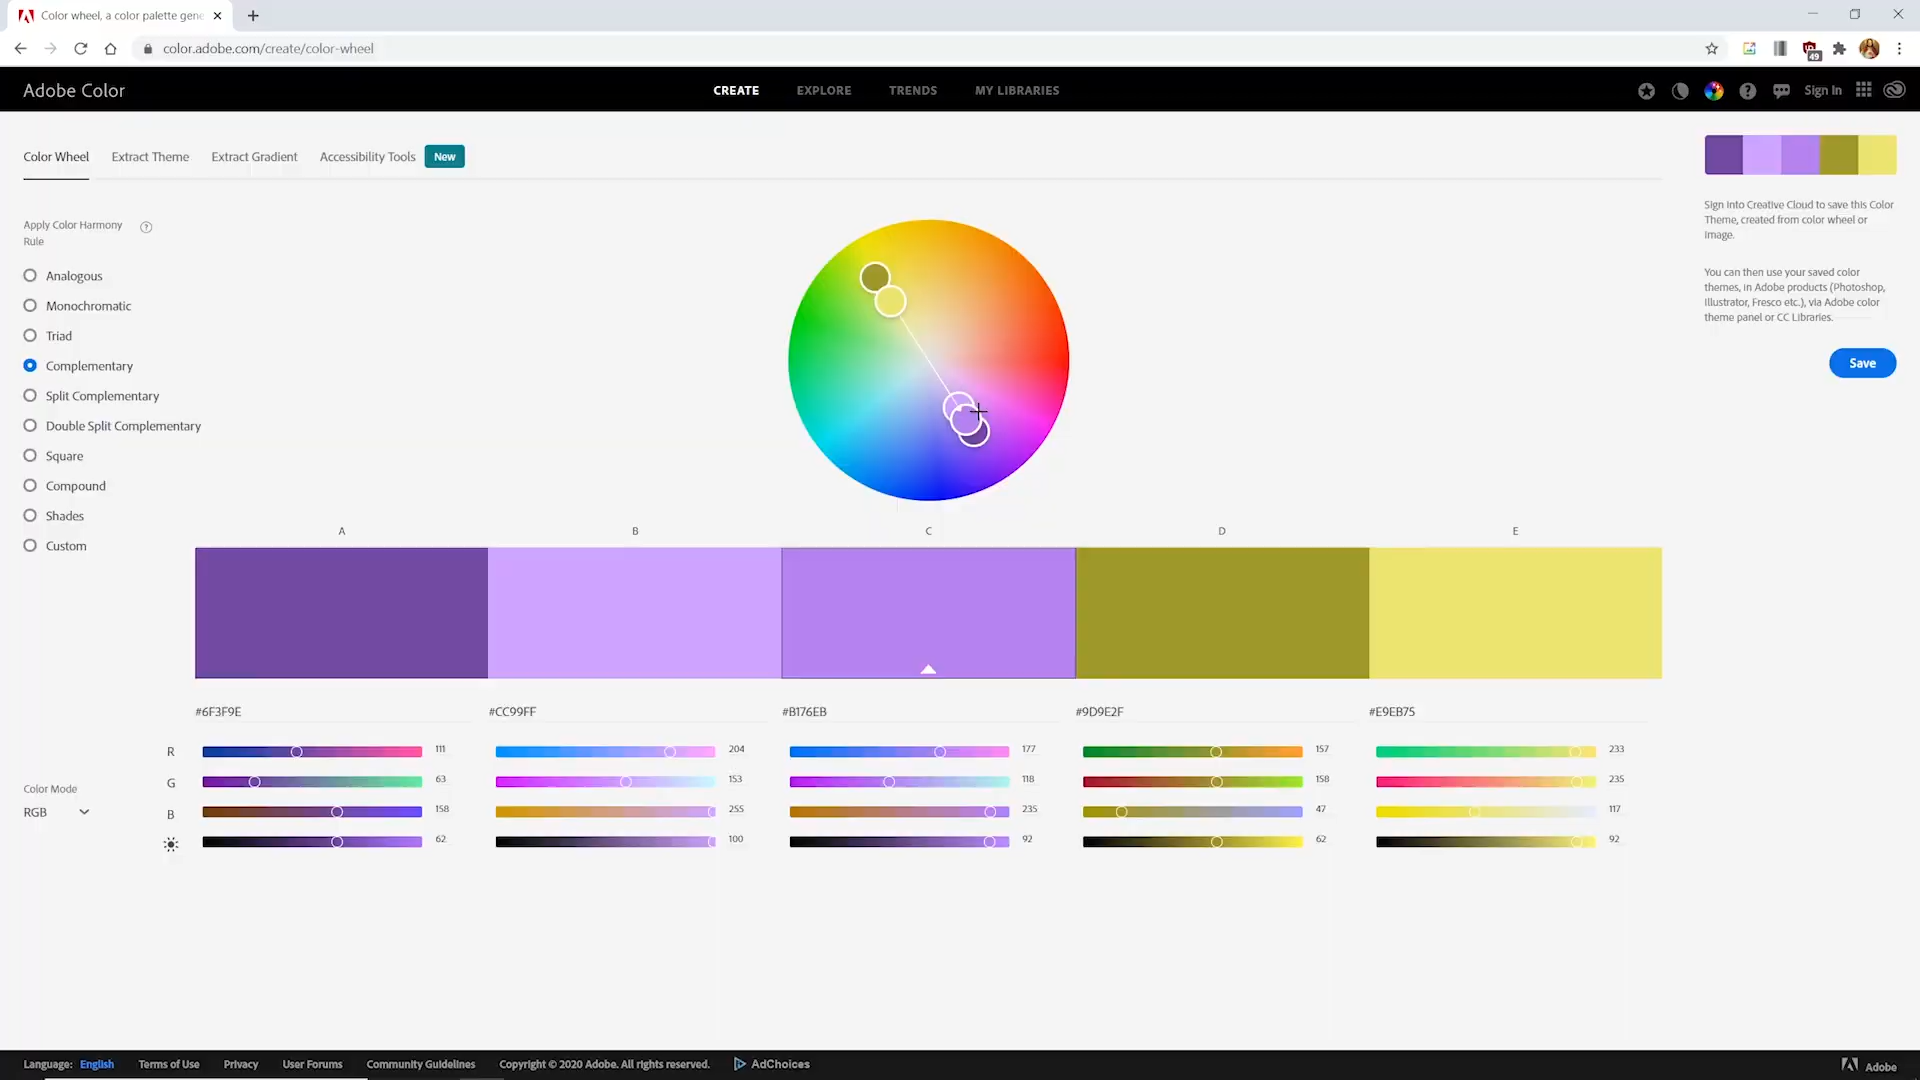 Color wheel, a color palette gene
color.adobe.com/create/color-wheel
49
Adobe Color
CREATE
EXPLORE
TRENDS
MY LIBRARIES
Sign In
Color Wheel
Extract Theme
Extract Gradient
Accessibility Tools
New
Sign into Creative Cloud to save this Color
Theme, created from color wheel or
image.
You can then use your saved color
themes, in Adobe products (Photoshop,
Illustrator, Fresco etc.), via Adobe color
theme panel or CC Libraries.
Save
Apply Color Harmony
Rule
Analogous
Monochromatic
Triad
Complementary
Split Complementary
Double Split Complementary
Square
Compound
Shades
Custom
A
B
C
D
E
#6F3F9E
#CC99FF
#B176EB
#9D9E2F
#E9EB75
R
111
204
177
157
233
G
63
153
118
158
235
Color Mode
RGB
B
158
255
235
47
117
62
100
92
62
92
Language: English
Terms of Use
Privacy
User Forums
Community Guidelines
Copyright © 2020 Adobe. All rights reserved.
AdChoices
Adobe